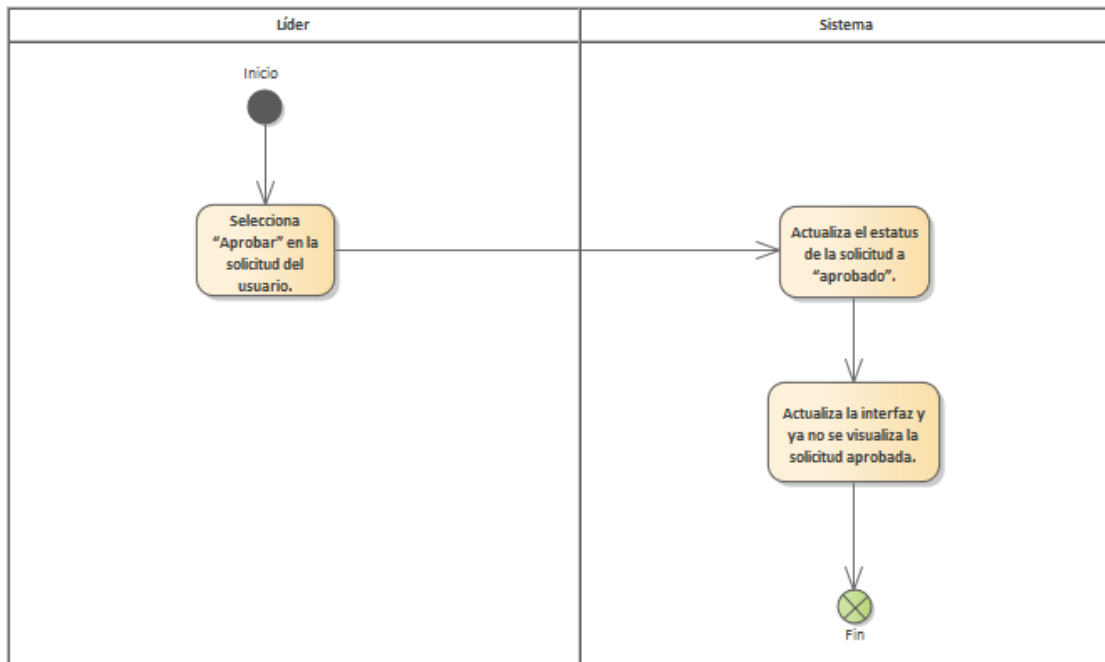 Líder
Sistema
Inicio
Selecciona
“Aprobar” en la
solicitud del
usuario.
Actualiza el estatus
de la solicitud a
“aprobado”.
Actualiza la interfaz y
ya no se visualiza la
solicitud aprobada.
Fin